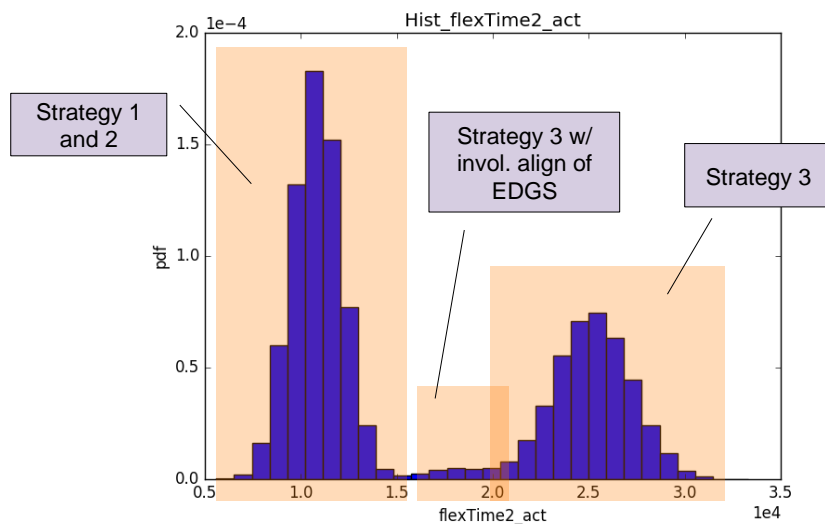 Hist_flexTime2_act
1e−4
2.0
Strategy 1
and 2
Strategy 3 w/
invol. align of
EDGS
Strategy 3
1.5
1.0
pdf
0.5
0.0
0.5 1.0 1.5 2.0 2.5 3.0 3.5
1e4
flexTime2_act